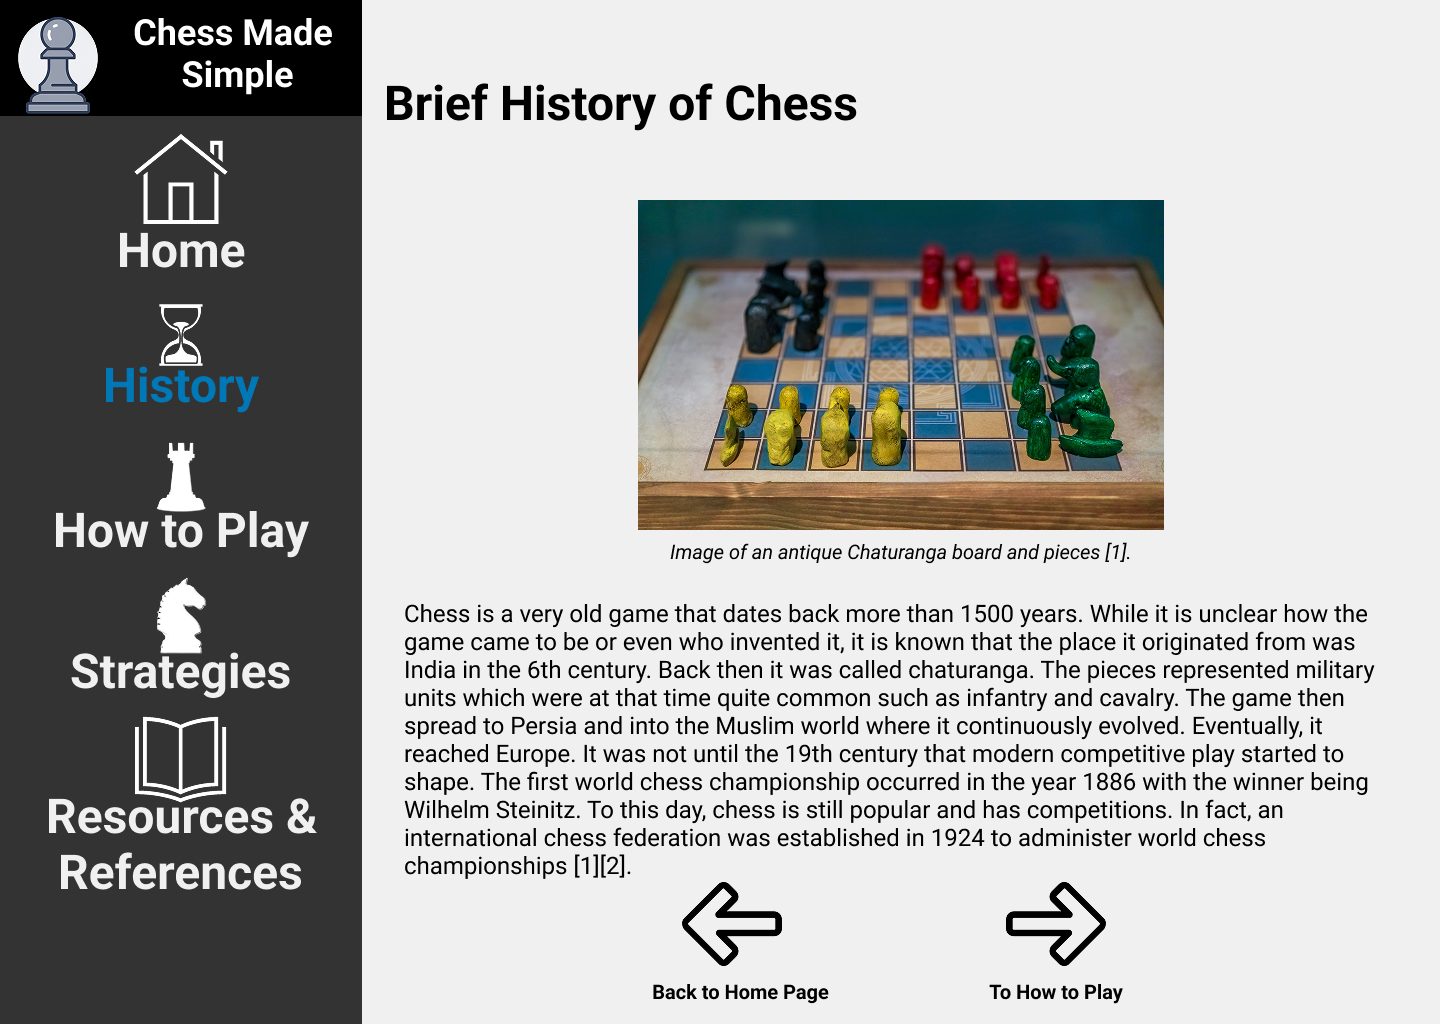 Chess Made
Simple
Home
History
How to Play
Strategies
Resources &
References
Brief History of Chess
Image of an antique Chaturanga board and pieces [1].
Chess is a very old game that dates back more than 1500 years. While it is unclear how the
game came to be or even who invented it, it is known that the place it originated from was
India in the 6th century. Back then it was called chaturanga. The pieces represented military
units which were at that time quite common such as infantry and cavalry. The game then
spread to Persia and into the Muslim world where it continuously evolved. Eventually, it
reached Europe. It was not until the 19th century that modern competitive play started to
shape. The first world chess championship occurred in the year 1886 with the winner being
Wilhelm Steinitz. To this day, chess is still popular and has competitions. In fact, an
international chess federation was established in 1924 to administer world chess
championships [1][2].
Back to Home Page
To How to Play